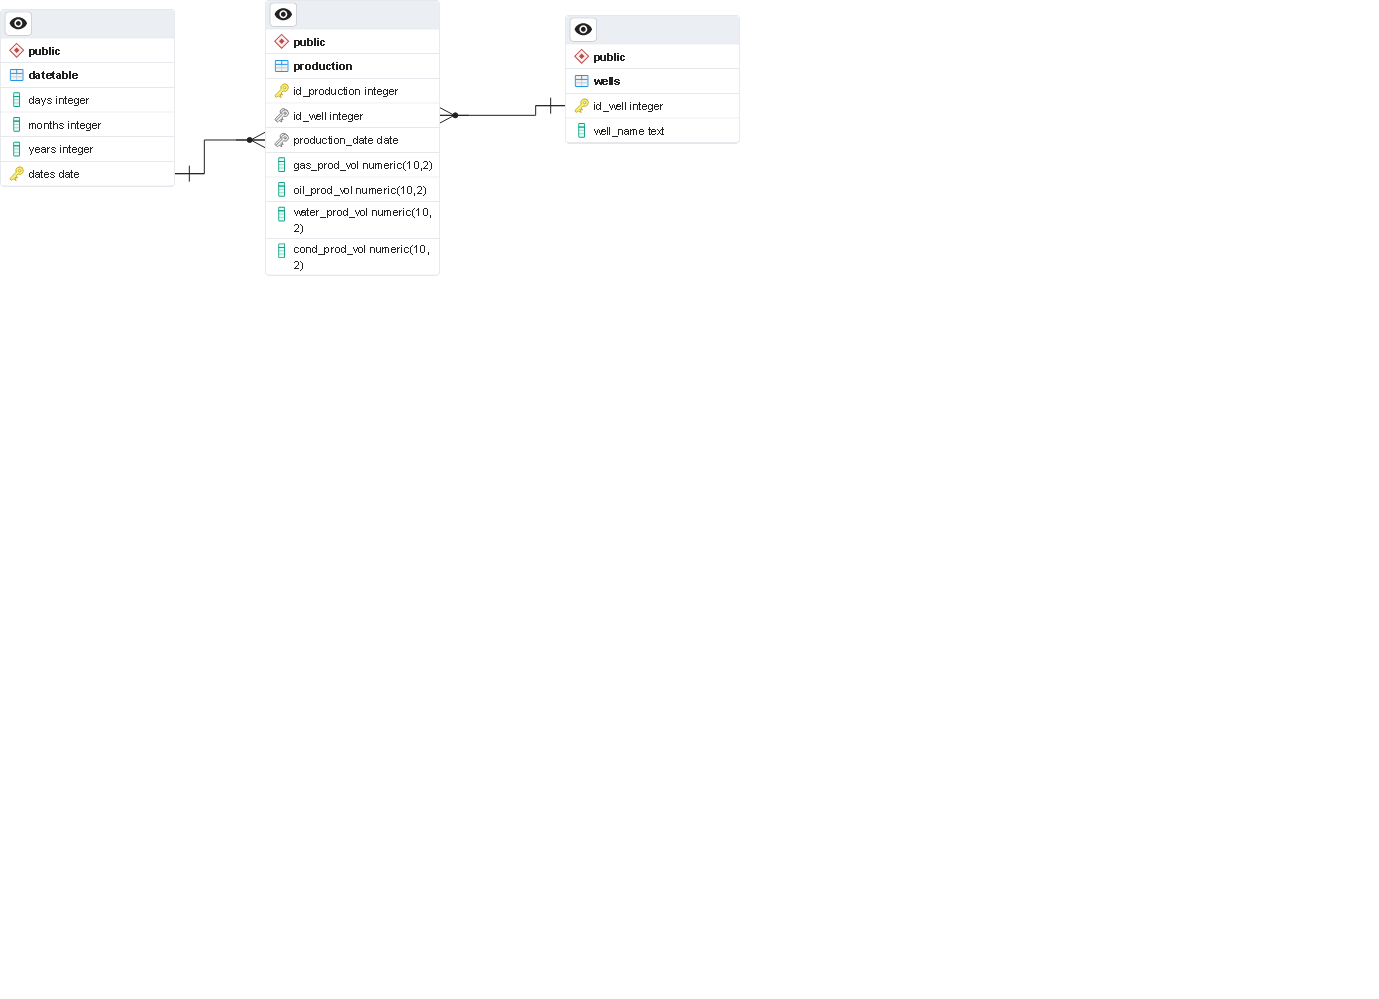 public
datetable
days integer
months integer
years integer
dates date
public
production
id_production integer
id_well integer
production_date date
gas_prod_vol numeric(10,2)
oil_prod_vol numeric(10,2)
water_prod_vol numeric(10,
2)
cond_prod_vol numeric(10,
2)
public
wells
id_well integer
well_name text